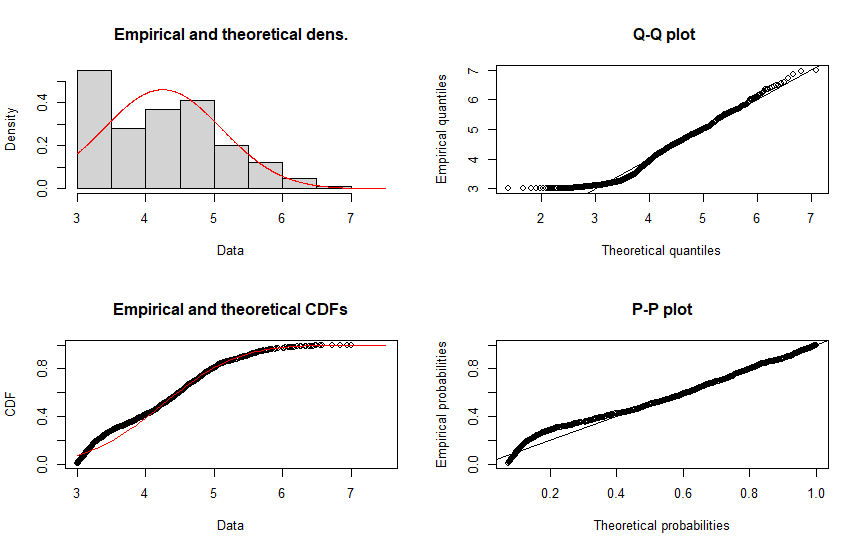 Empirical and theoretical dens.
Density
0.0 0.2 0.4
3 4 5 6 7
Data
Q-Q plot
Empirical quantiles
3 4 5 6 7
2 3 4 5 6 7
Theoretical quantiles
Empirical and theoretical CDFs
CDF
0.0 0.4 0.8
3 4 5 6 7
Data
P-P plot
Empirical probabilities
0.0 0.4 0.8
0.2 0.4 0.6 0.8 1.0
Theoretical probabilities